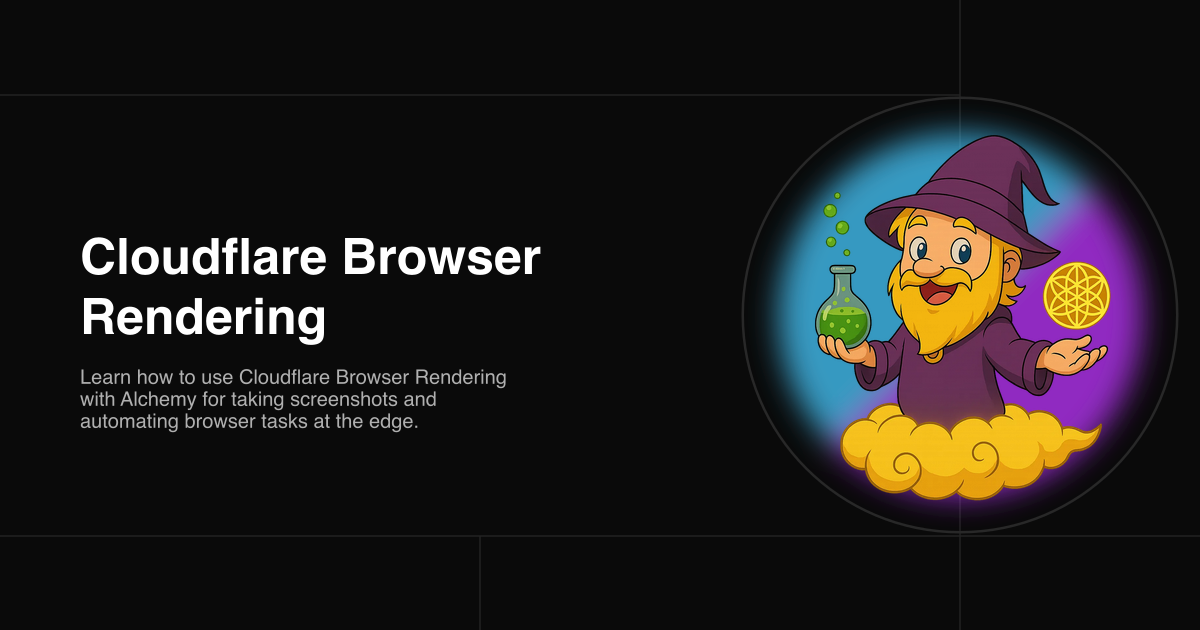 Cloudflare Browser
Rendering
Learn how to use Cloudflare Browser Rendering
with Alchemy for taking screenshots and
automating browser tasks at the edge.